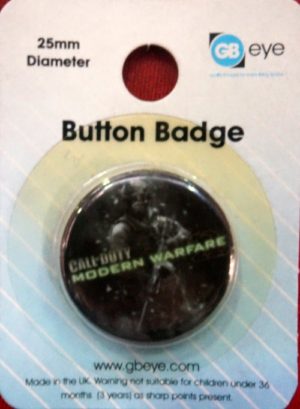 25mm
Diameter
GB eye
Button Badge
CALL OF DUTY
MODERN WARFARE
www.gbeye.com
Made in the UK. Warning not suitable for children under 36
months (3 years) as sharp points present.